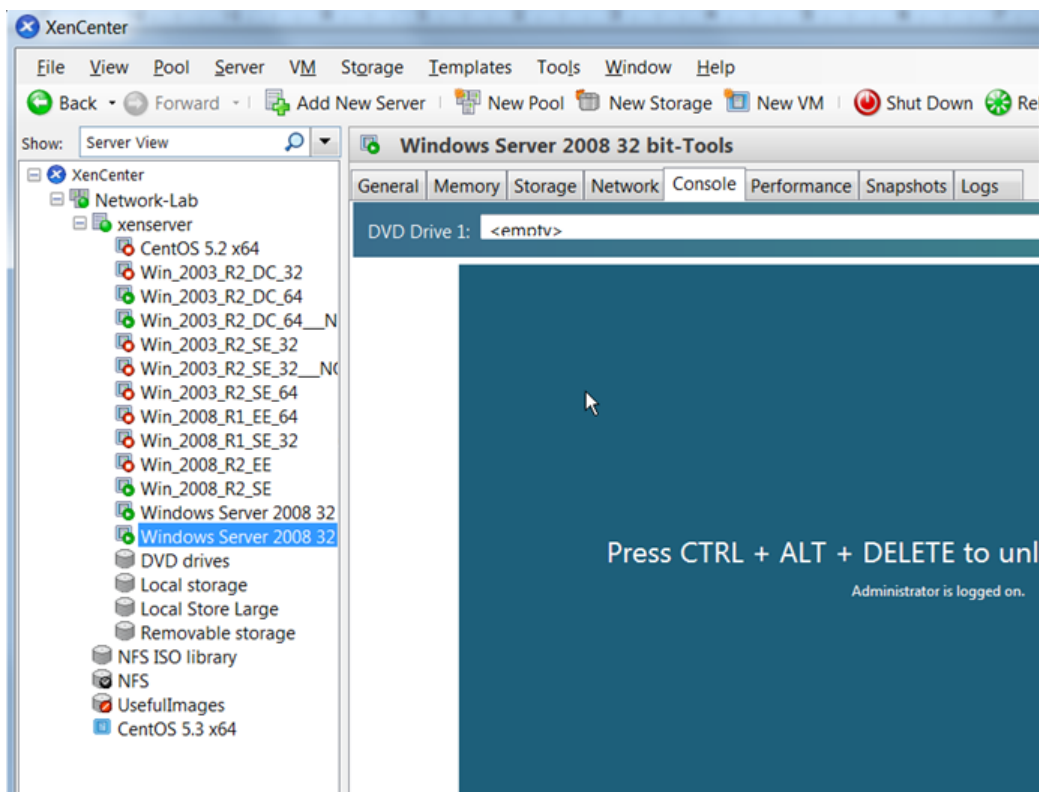 XenCenter
File View Pool Server VM Storage Templates Tools Window Help
Back Forward Add New Server New Pool New Storage New VM Shut Down
Show: Server View
Windows Server 2008 32 bit-Tools
General Memory Storage Network Console Performance Snapshots Logs
DVD Drive 1: <empty>
XenCenter
Network-Lab
xenserver
CentOS 5.2 x64
Win_2003_R2_DC_32
Win_2003_R2_DC_64
Win_2003_R2_DC_64__N
Win_2003_R2_SE_32
Win_2003_R2_SE_32__NO
Win_2003_R2_SE_64
Win_2008_R1_EE_64
Win_2008_R1_SE_32
Win_2008_R2_EE
Win_2008_R2_SE
Windows Server 2008 32
Windows Server 2008 32
DVD drives
Local storage
Local Store Large
Removable storage
NFS ISO library
NFS
UsefulImages
CentOS 5.3 x64
Press CTRL + ALT + DELETE to unl
Administrator is logged on.